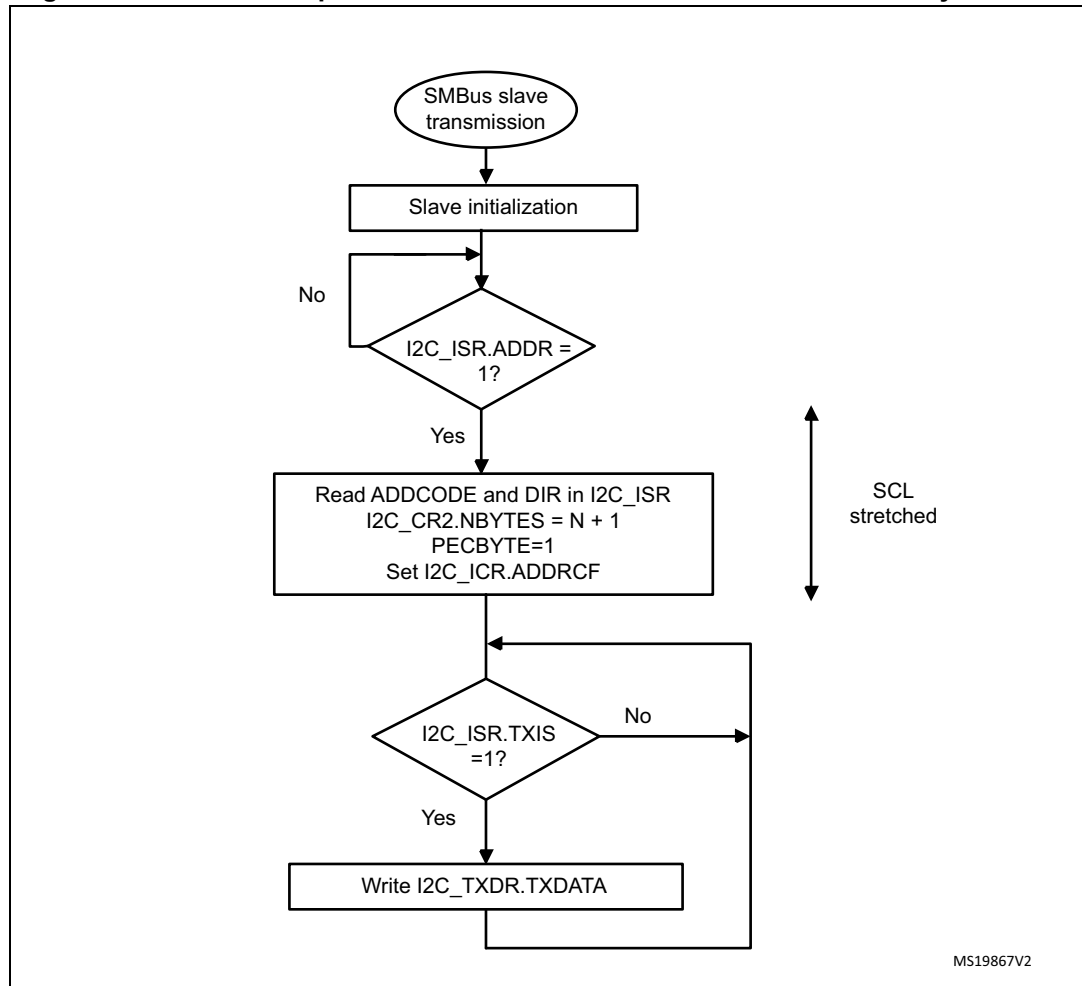 SMBus slave
transmission
Slave initialization
No
I2C_ISR.ADDR =
1?
Yes
Read ADDCODE and DIR in I2C_ISR
I2C_CR2.NBYTES = N + 1
PECBYTE=1
Set I2C_ICR.ADDRCF
SCL
stretched
I2C_ISR.TXIS
=1?
No
Yes
Write I2C_TXDR.TXDATA
MS19867V2